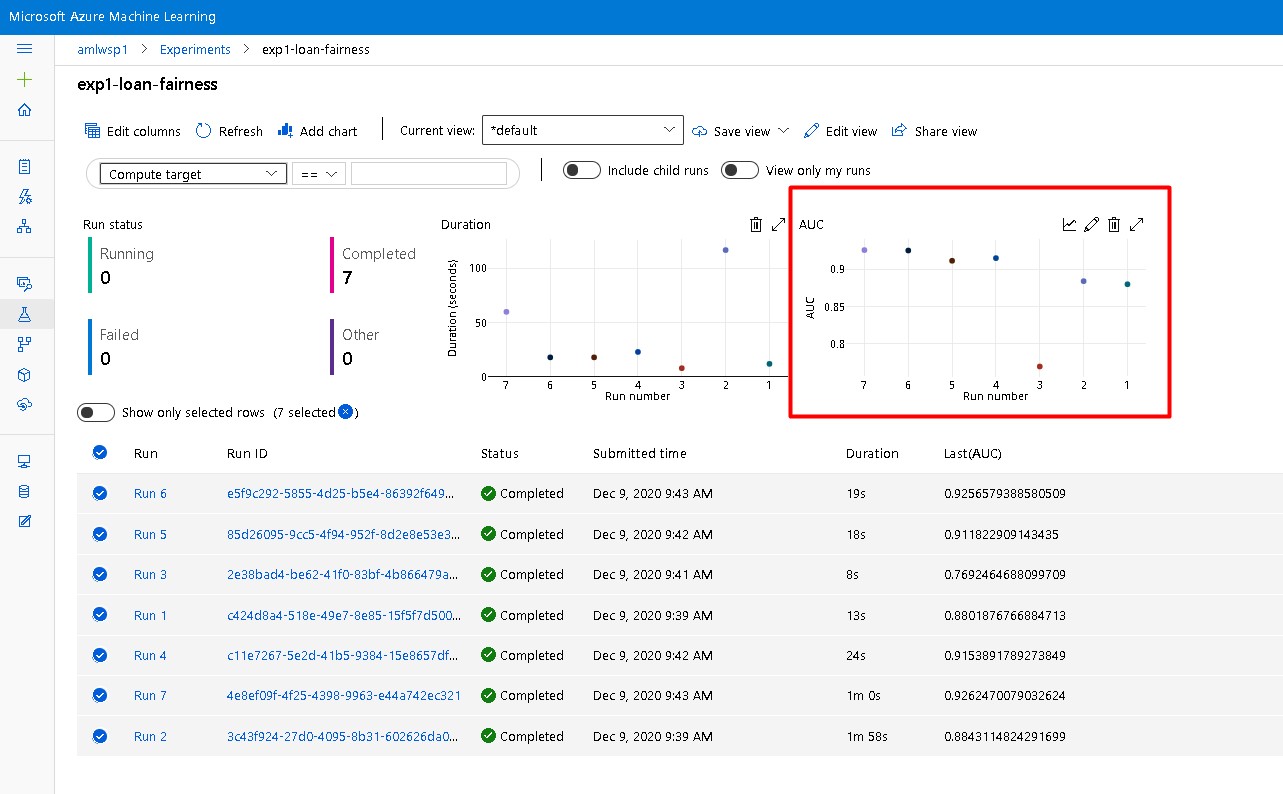 Microsoft Azure Machine Learning
amlwsp1 > Experiments > exp1-loan-fairness
exp1-loan-fairness
Edit columns Refresh Add chart Current view: *default Save view Edit view Share view
Compute target == Include child runs View only my runs
Run status
Running
0
Completed
7
Failed
0
Other
0
Duration
Duration (seconds)
100
50
0
7 6 5 4 3 2 1
Run number
AUC
AUC
0.9
0.85
0.8
7 6 5 4 3 2 1
Run number
Show only selected rows (7 selected )
Run Run ID Status Submitted time Duration Last(AUC)
Run 6 e5f9c292-5855-4d25-b5e4-86392f649... Completed Dec 9, 2020 9:43 AM 19s 0.9256579388580509
Run 5 85d26095-9cc5-4f94-952f-8d2e8e53e3... Completed Dec 9, 2020 9:42 AM 18s 0.911822909143435
Run 3 2e38bad4-be62-41f0-83bf-4b866479a... Completed Dec 9, 2020 9:41 AM 8s 0.7692464688099709
Run 1 c424d8a4-518e-49e7-8e85-15f5f7d500... Completed Dec 9, 2020 9:39 AM 13s 0.8801876766884713
Run 4 c11e7267-5e2d-41b5-9384-15e8657df... Completed Dec 9, 2020 9:42 AM 24s 0.9153891789273849
Run 7 4e8ef09f-4f25-4398-9963-e44a742ec321 Completed Dec 9, 2020 9:43 AM 1m 0s 0.9262470079032624
Run 2 3c43f924-27d0-4095-8b31-602626da0... Completed Dec 9, 2020 9:39 AM 1m 58s 0.8843114824291699